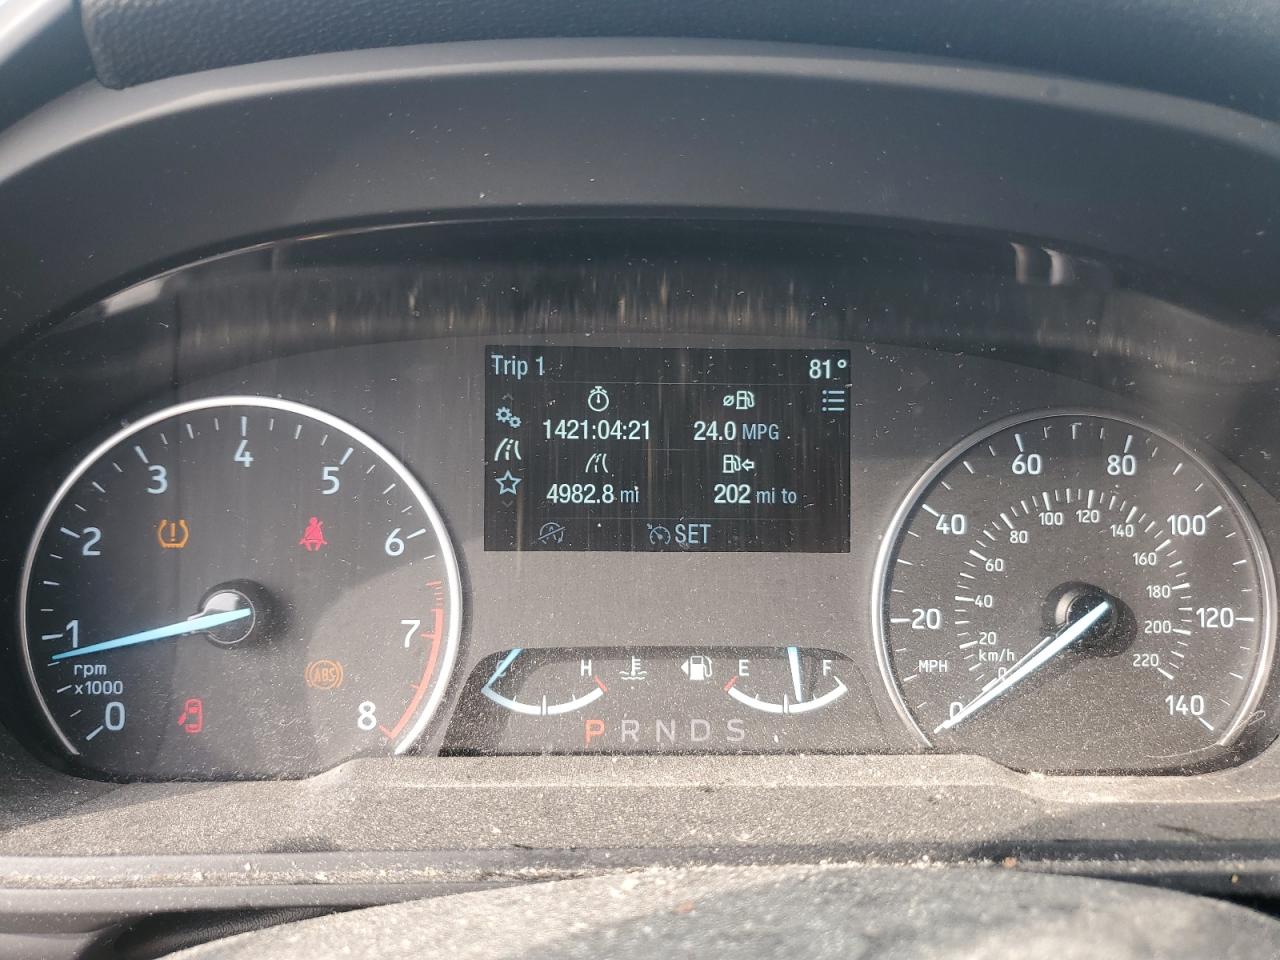 Trip 1 81°
1421:04:21 24.0 MPG
4982.8 mi 202 mi to
SET
0 1 2 3 4 5 6 7 8
rpm
x1000
ABS
H
E F
P R N D S
0 20 40 60 80 100 120 140
MPH
0 20 40 60 80 100 120 140 160 180 200 220
km/h